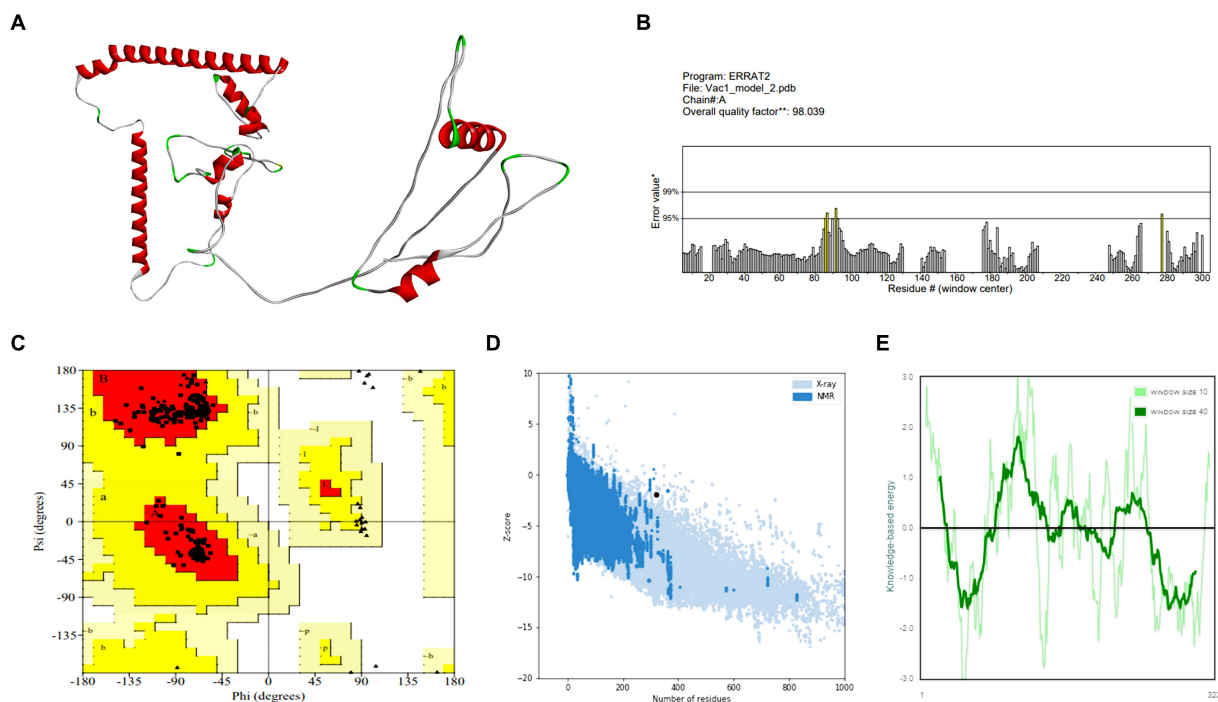 A
B
Program: ERRAT2
File: Vac1_model_2.pdb
Chain#:A
Overall quality factor**: 98.039
Error value*
99%
95%
20 40 60 80 100 120 140 160 180 200 220 240 260 280 300
Residue # (window center)
C
D
E
180
135
90
45
0
-45
-90
-135
-180 -135 -90 -45 0 45 90 135 180
Psi (degrees)
Phi (degrees)
B
b
~b
~b
b
b
~l
l
l
a
A
~a
~b
b
~p
p
~b
b
10
5
0
-5
-10
-15
-20
0 200 400 600 800 1000
Z-score
Number of residues
X-ray
NMR
3.0
2.0
1.0
0.0
-1.0
-2.0
-3.0
Knowledge-based energy
WINDOW SIZE 10
WINDOW SIZE 40
1